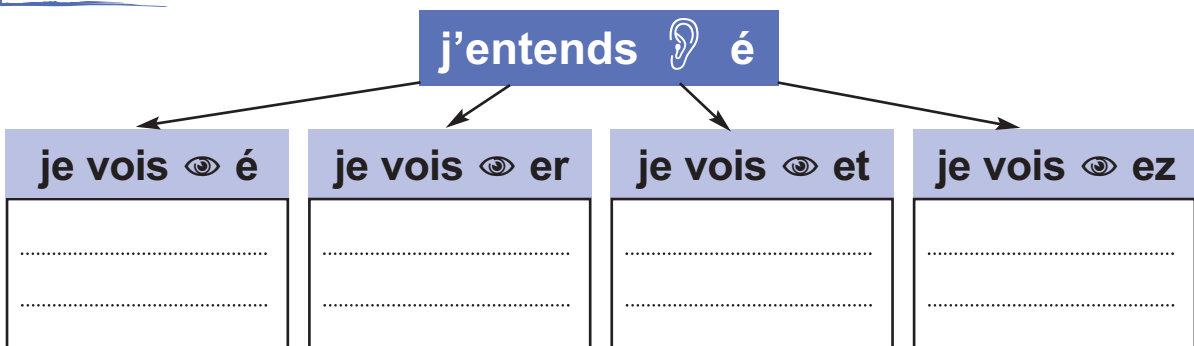 j'entends é
je vois é
je vois er
je vois et
je vois ez